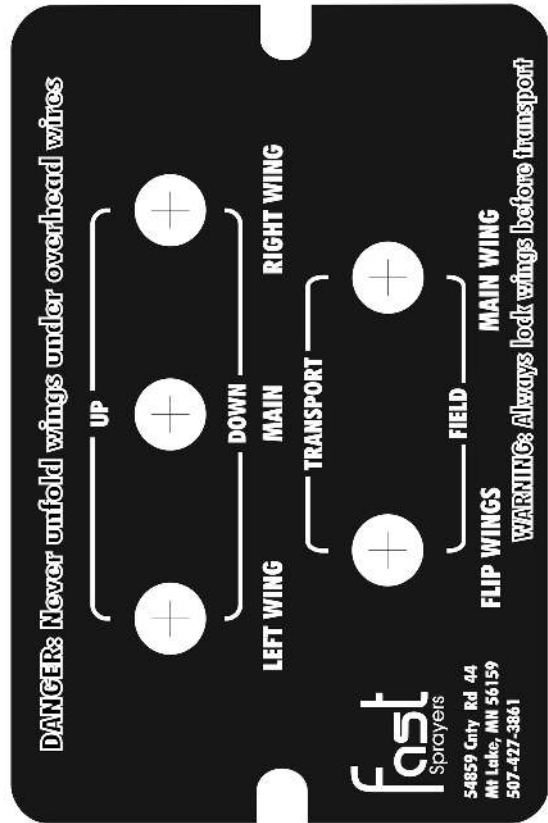 DANGER: Never unfold wings under overhead wires
UP
DOWN
LEFT WING MAIN RIGHT WING
TRANSPORT
FIELD
FLIP WINGS MAIN WING
WARNING: Always lock wings before transport
fast
Sprayers
54859 Cnty Rd 44
Mt Lake, MN 56159
507-427-3861